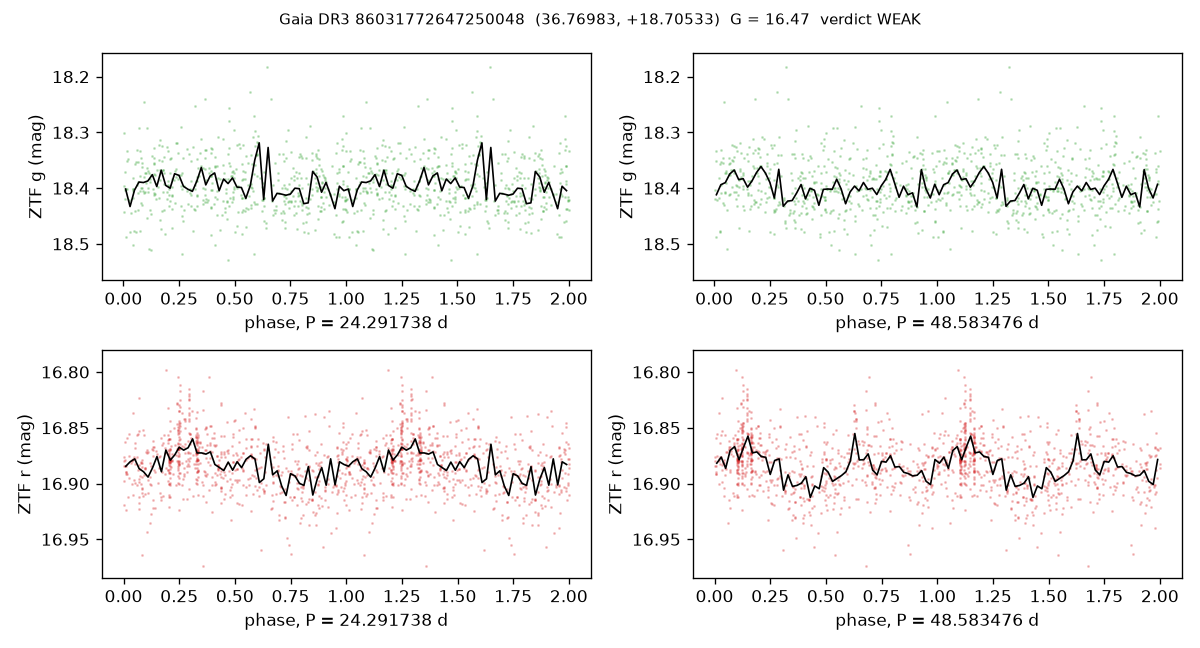 Gaia DR3 86031772647250048  (36.76983, +18.70533)  G = 16.47  verdict WEAK
18.2
18.3
18.4
18.5
ZTF g (mag)
0.00 0.25 0.50 0.75 1.00 1.25 1.50 1.75 2.00
phase, P = 24.291738 d
18.2
18.3
18.4
18.5
ZTF g (mag)
0.00 0.25 0.50 0.75 1.00 1.25 1.50 1.75 2.00
phase, P = 48.583476 d
16.80
16.85
16.90
16.95
ZTF r (mag)
0.00 0.25 0.50 0.75 1.00 1.25 1.50 1.75 2.00
phase, P = 24.291738 d
16.80
16.85
16.90
16.95
ZTF r (mag)
0.00 0.25 0.50 0.75 1.00 1.25 1.50 1.75 2.00
phase, P = 48.583476 d